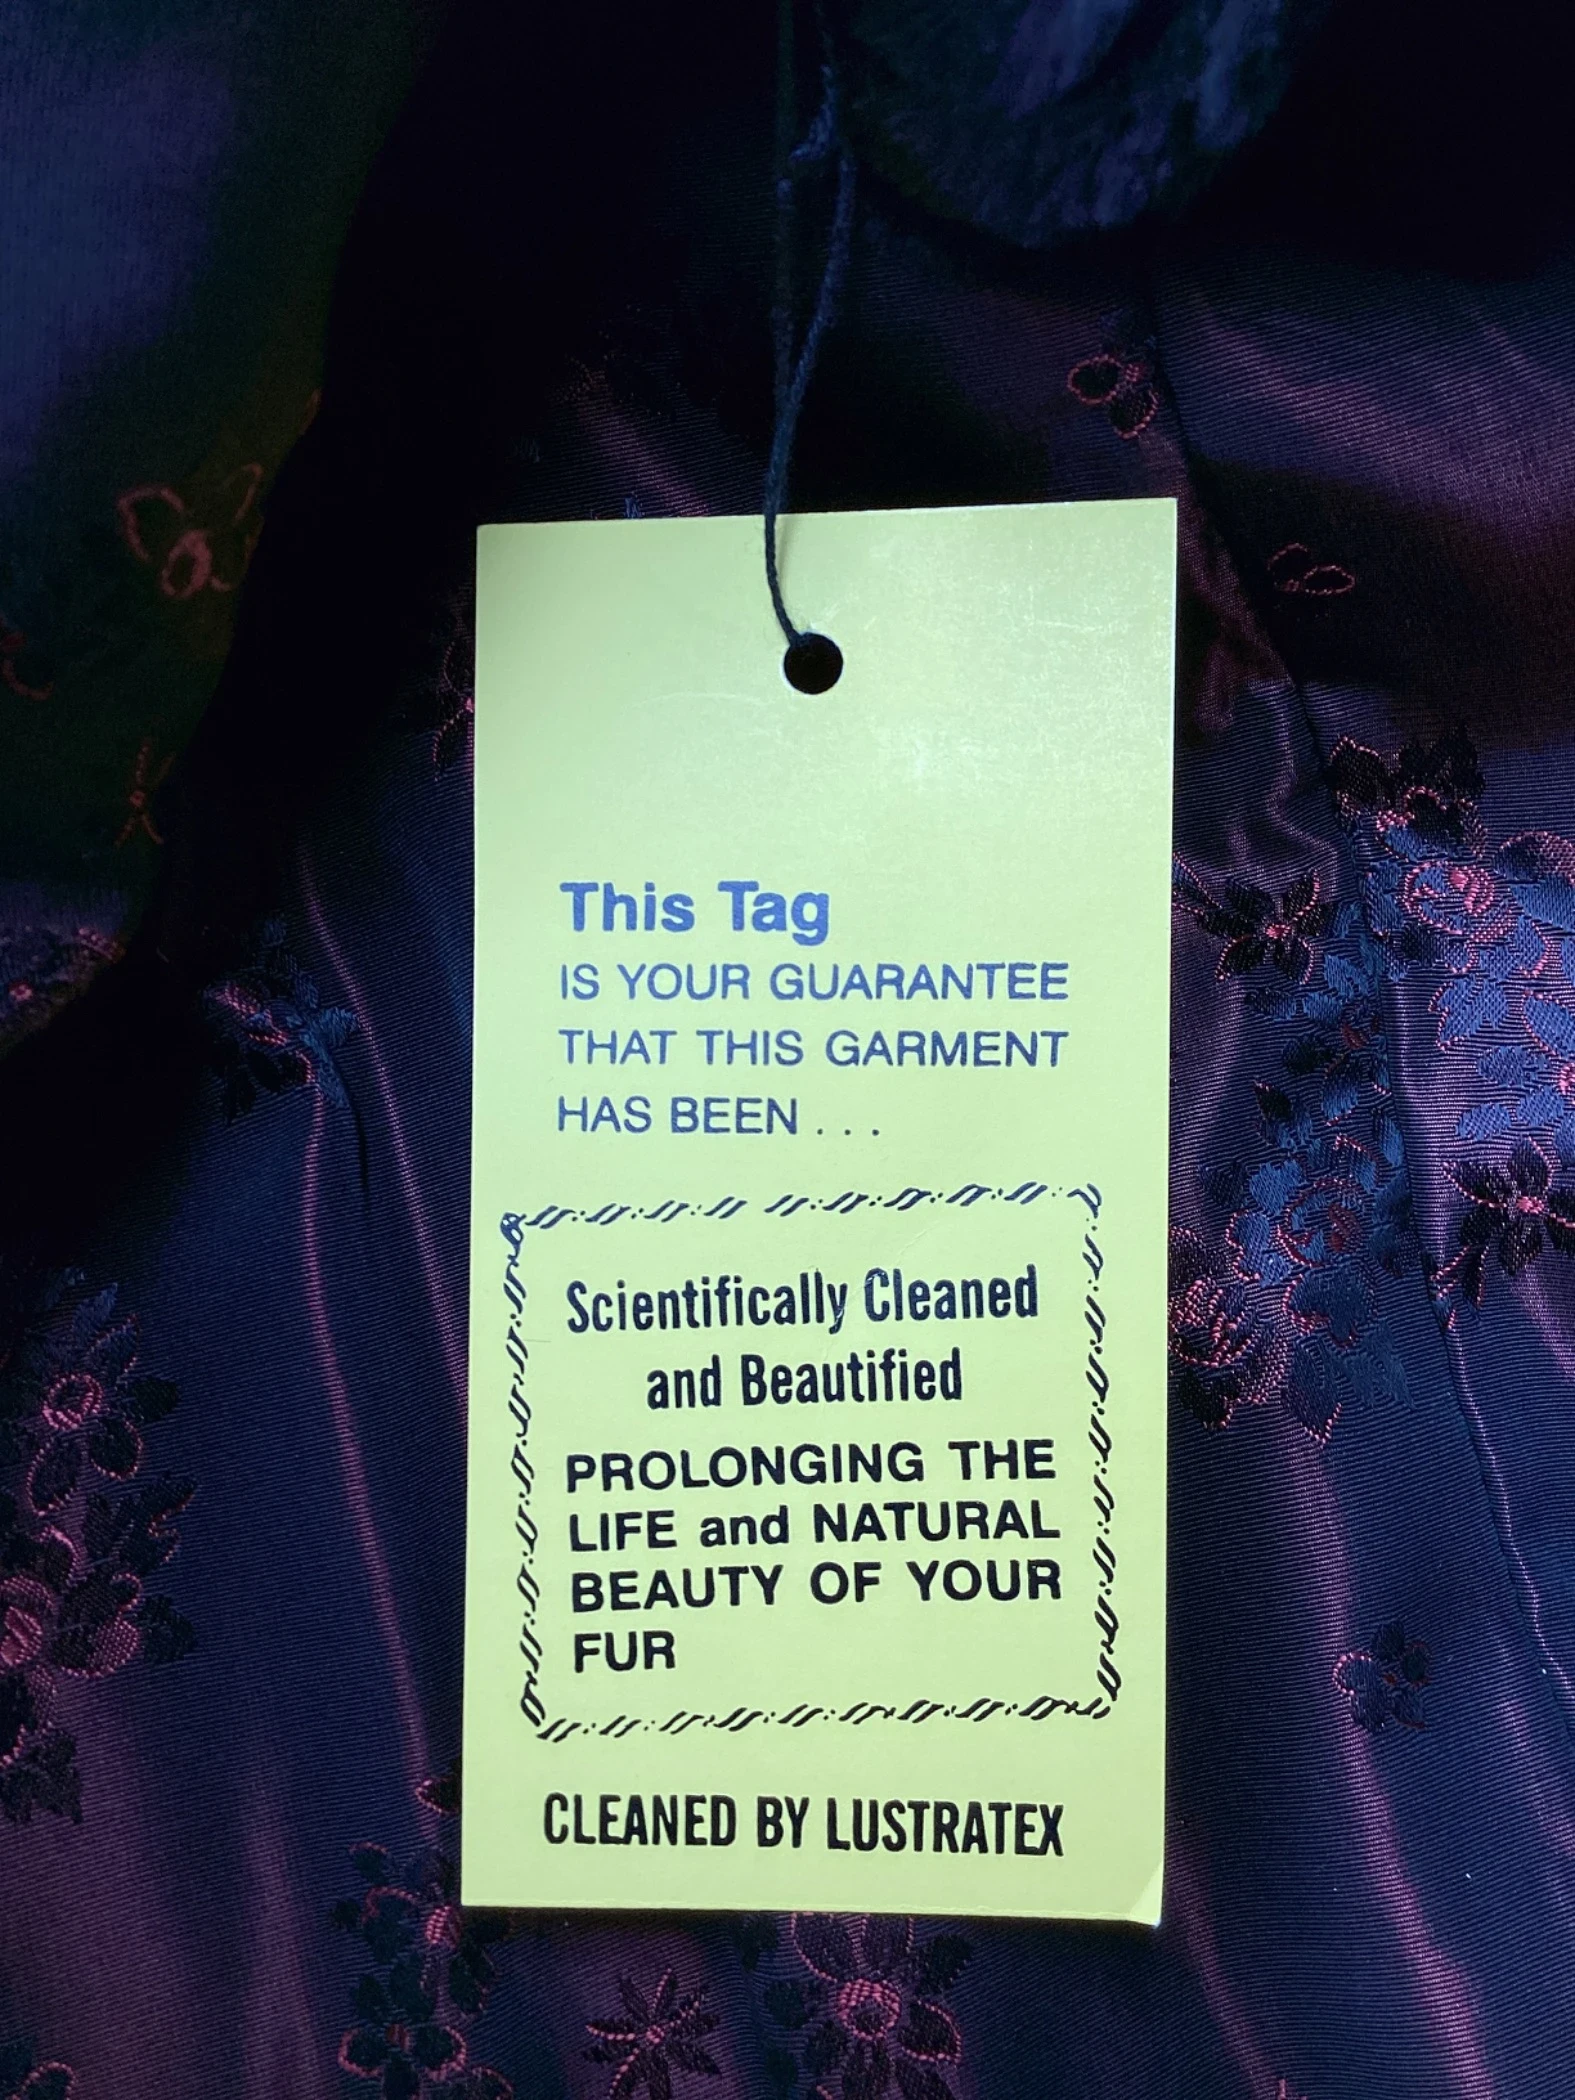 This Tag
IS YOUR GUARANTEE
THAT THIS GARMENT
HAS BEEN . . .
Scientifically Cleaned
and Beautified
PROLONGING THE
LIFE and NATURAL
BEAUTY OF YOUR
FUR
CLEANED BY LUSTRATEX